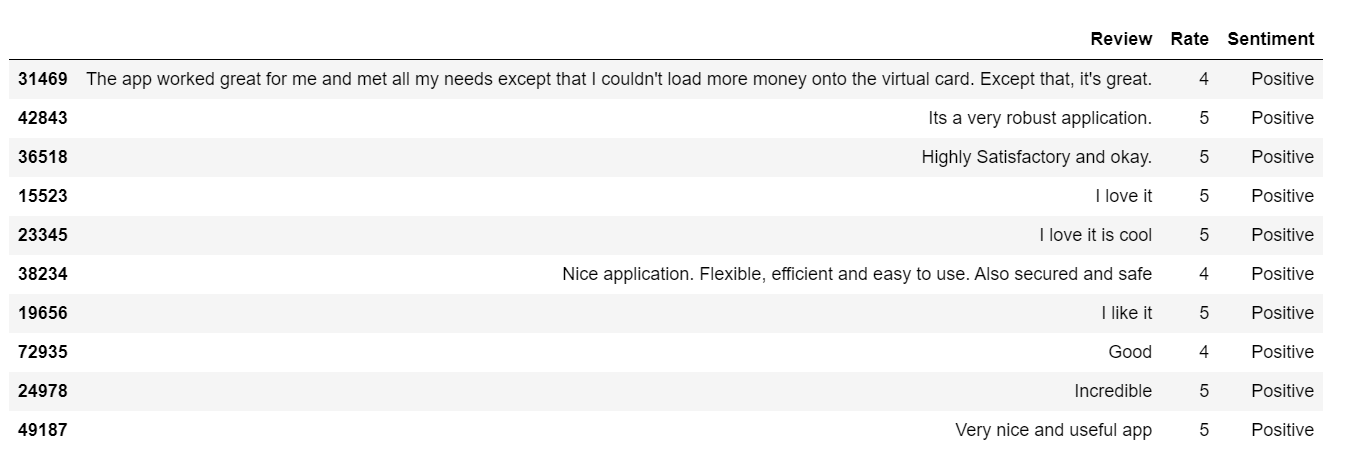 Review Rate Sentiment
31469 The app worked great for me and met all my needs except that I couldn't load more money onto the virtual card. Except that, it's great. 4 Positive
42843 Its a very robust application. 5 Positive
36518 Highly Satisfactory and okay. 5 Positive
15523 I love it 5 Positive
23345 I love it is cool 5 Positive
38234 Nice application. Flexible, efficient and easy to use. Also secured and safe 4 Positive
19656 I like it 5 Positive
72935 Good 4 Positive
24978 Incredible 5 Positive
49187 Very nice and useful app 5 Positive